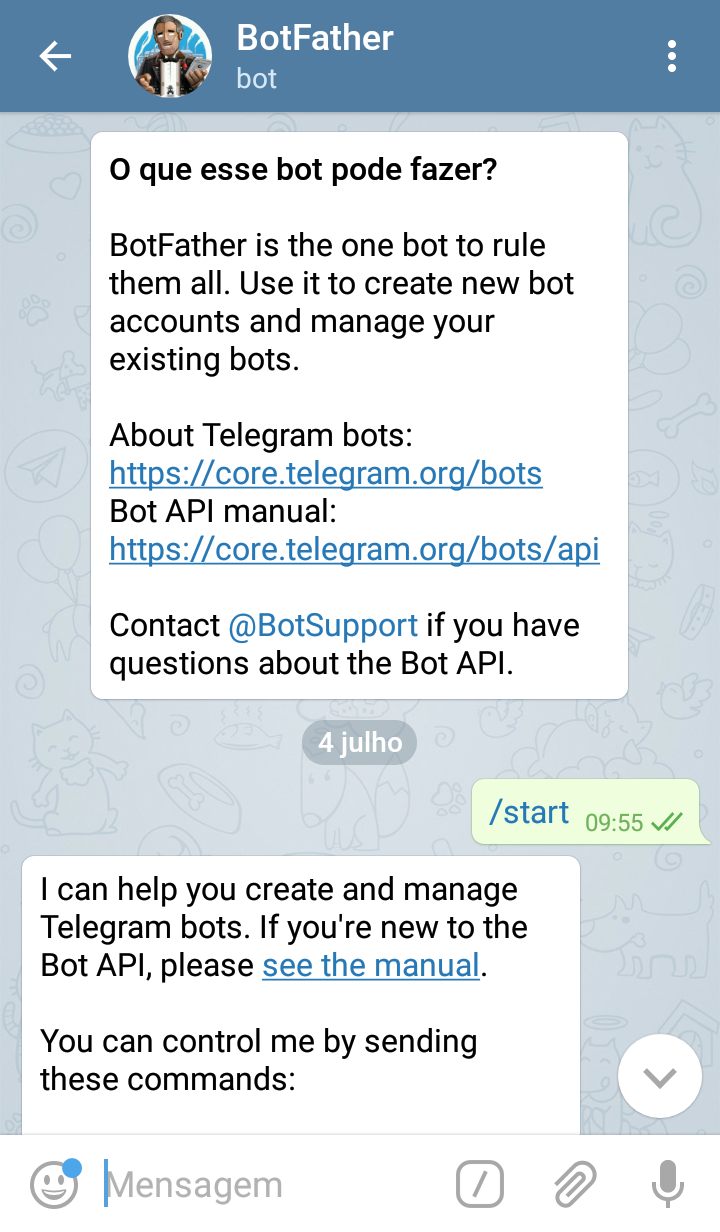 BotFather
bot
O que esse bot pode fazer?
BotFather is the one bot to rule
them all. Use it to create new bot
accounts and manage your
existing bots.
About Telegram bots:
https://core.telegram.org/bots
Bot API manual:
https://core.telegram.org/bots/api
Contact @BotSupport if you have
questions about the Bot API.
4 julho
/start 09:55
I can help you create and manage
Telegram bots. If you're new to the
Bot API, please see the manual.
You can control me by sending
these commands:
Mensagem